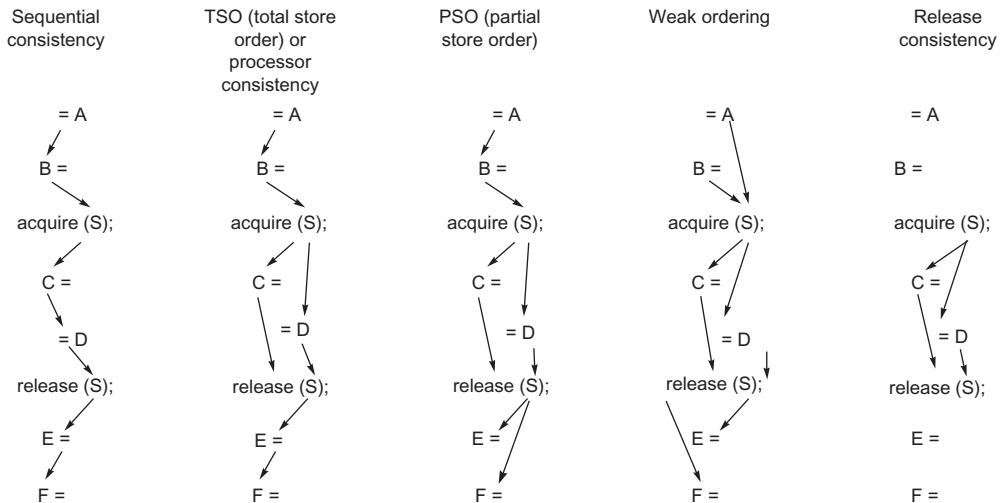 Sequential
consistency
= A
B =
acquire (S);
C =
= D
release (S);
E =
F =
TSO (total store
order) or
processor
consistency
= A
B =
acquire (S);
C =
= D
release (S);
E =
F =
PSO (partial
store order)
= A
B =
acquire (S);
C =
= D
release (S);
E =
F =
Weak ordering
= A
B =
acquire (S);
C =
= D
release (S);
E =
F =
Release
consistency
= A
B =
acquire (S);
C =
= D
release (S);
E =
F =